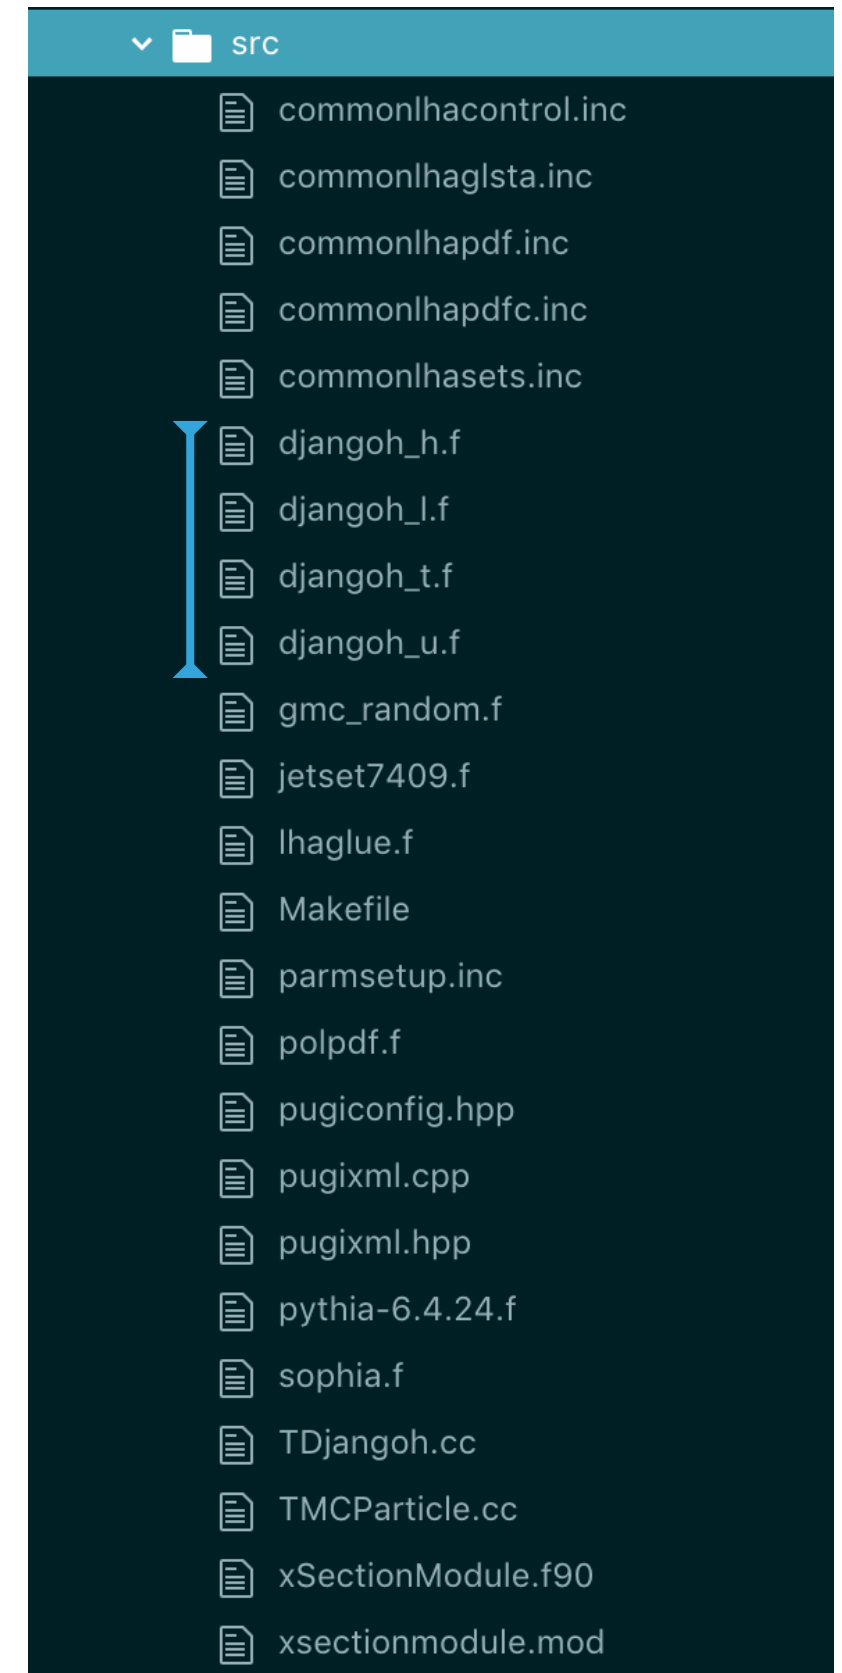 src
commonlhacontrol.inc
commonlhaglsta.inc
commonlhapdf.inc
commonlhapdfc.inc
commonlhasets.inc
djangoh_h.f
djangoh_l.f
djangoh_t.f
djangoh_u.f
gmc_random.f
jetset7409.f
lhaglue.f
Makefile
parmsetup.inc
polpdf.f
pugiconfig.hpp
pugixml.cpp
pugixml.hpp
pythia-6.4.24.f
sophia.f
TDjangoh.cc
TMCParticle.cc
xSectionModule.f90
xsectionmodule.mod